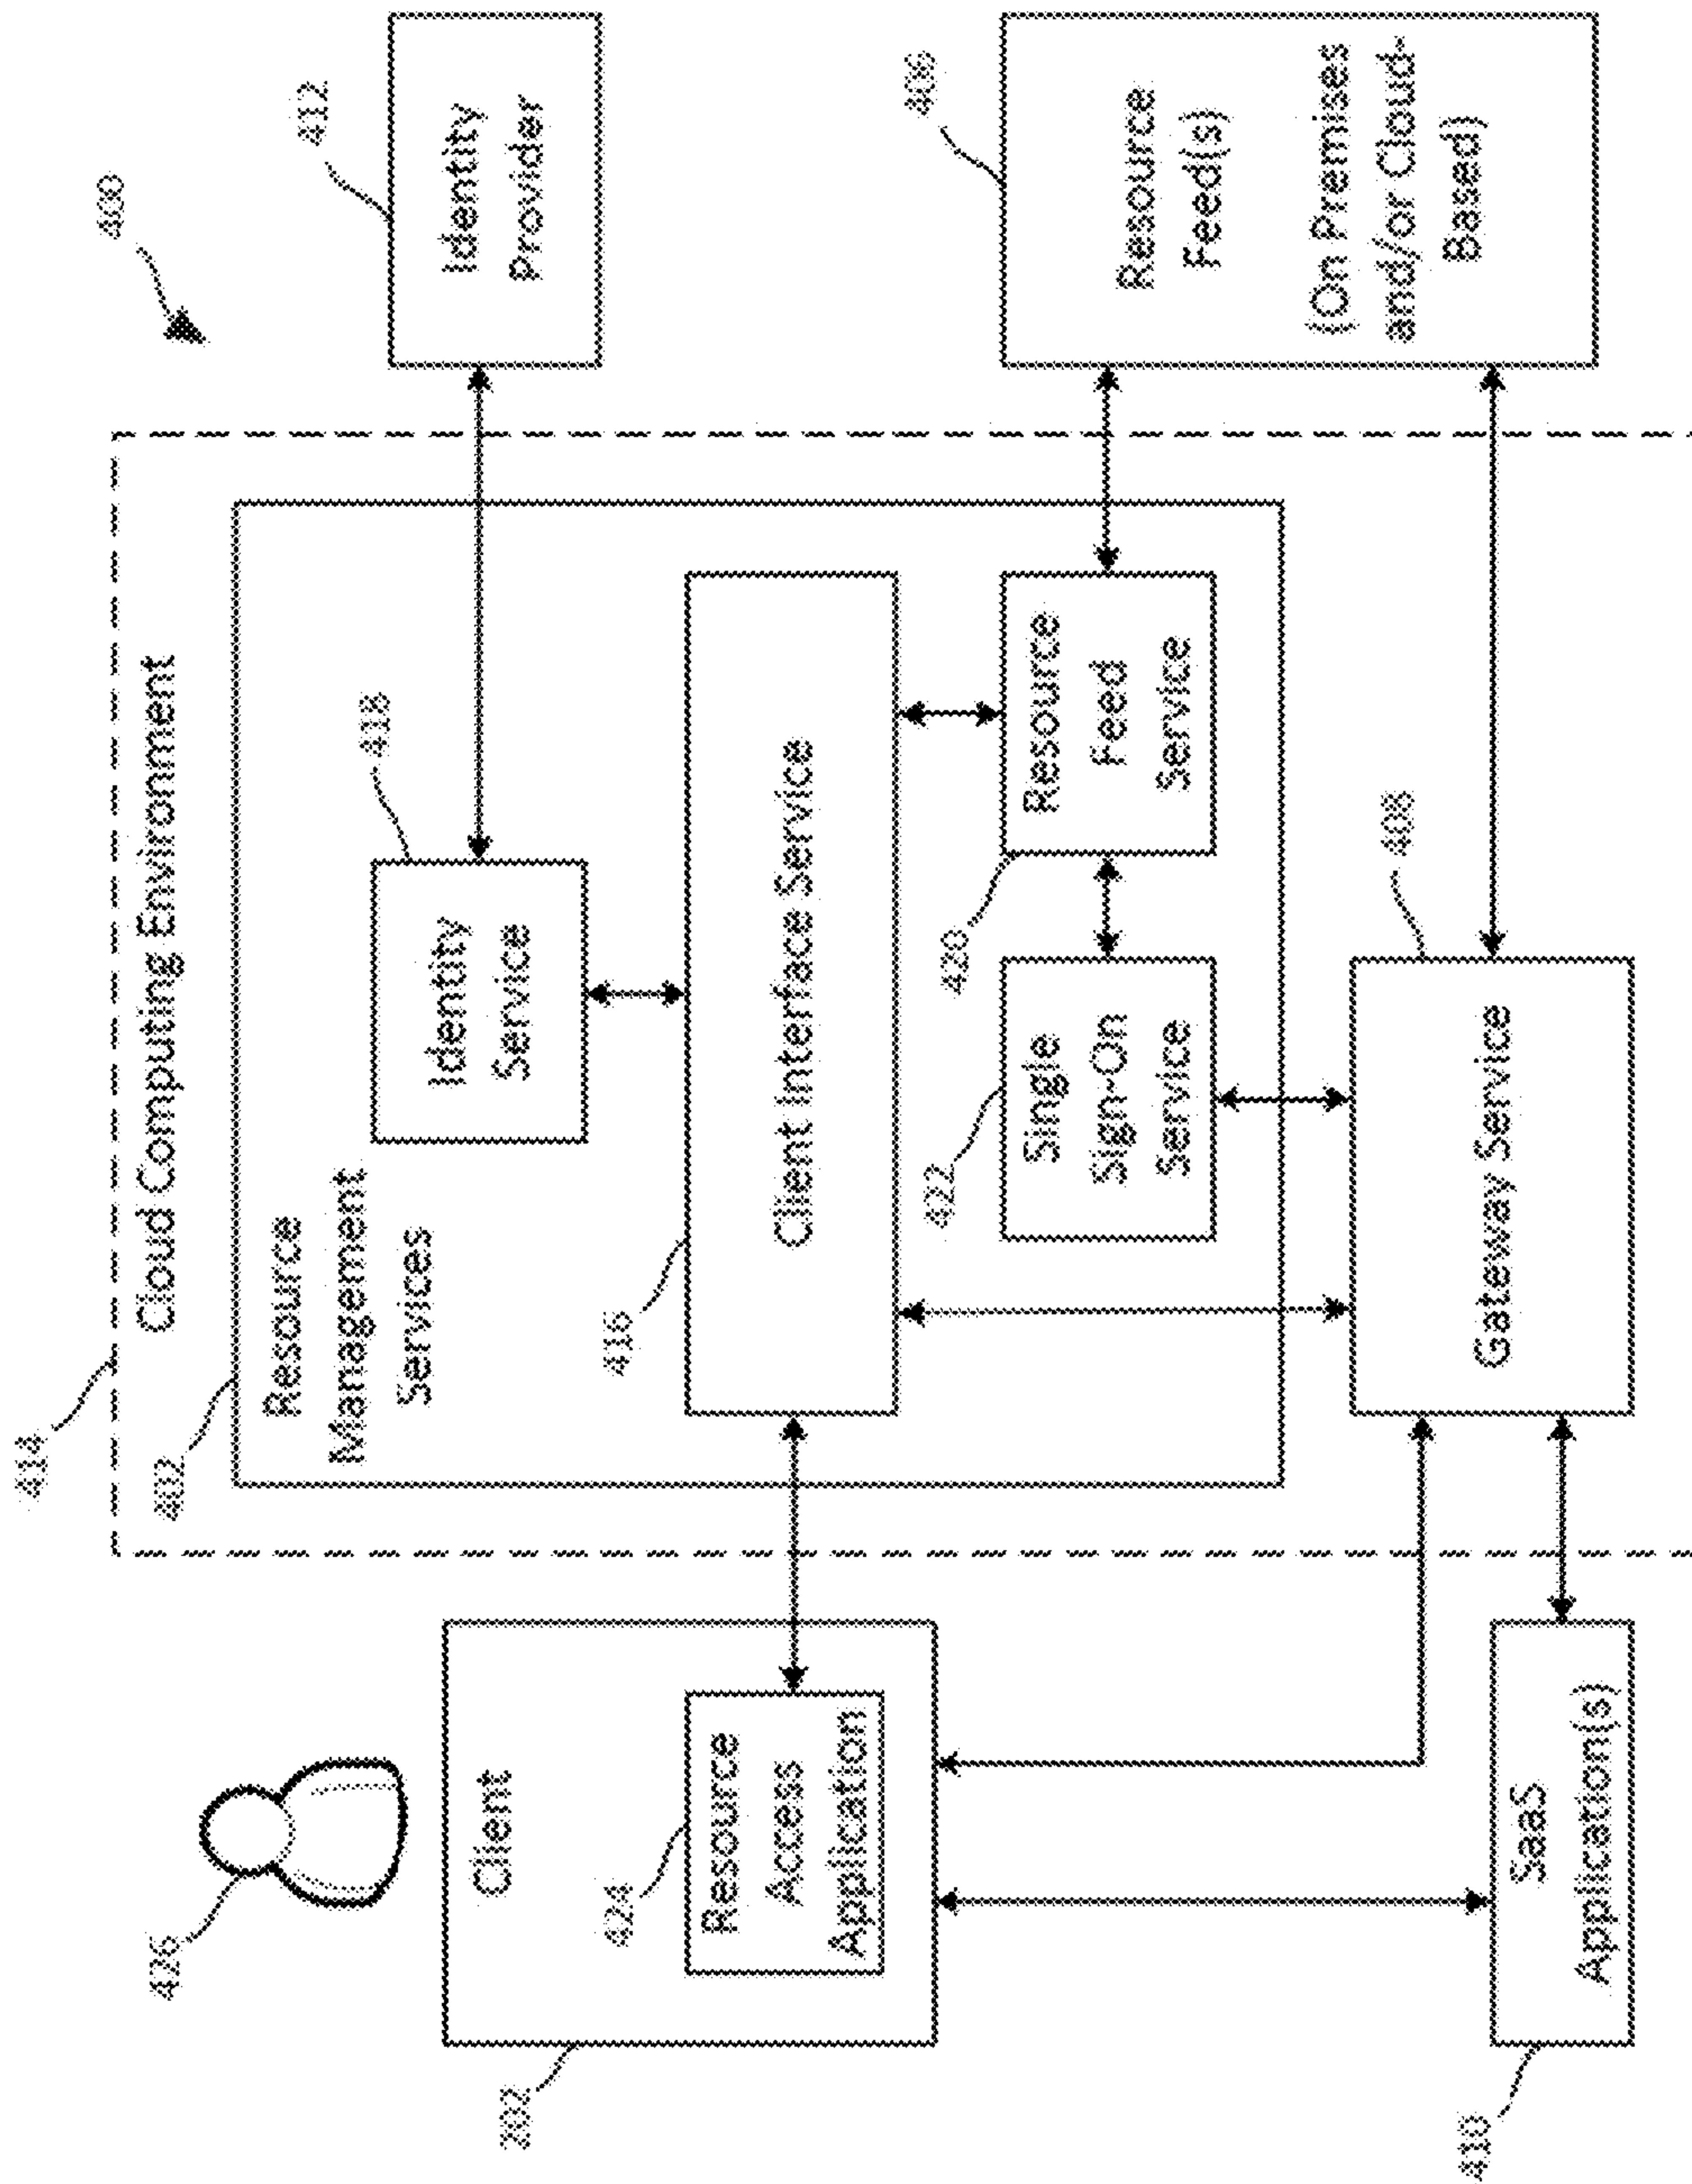 400
414
Cloud Computing Environment
402
Resource
Management
Services
418
Identity
Service
412
Identity
Provider
426
Client
202
424
Resource
Access
Application
416
Client Interface Service
422
Single
Sign-On
Service
420
Resource
Feed
Service
406
Resource
Feed(s)
(On Premises
and/or Cloud-
Based)
408
Gateway Service
410
SaaS
Application(s)